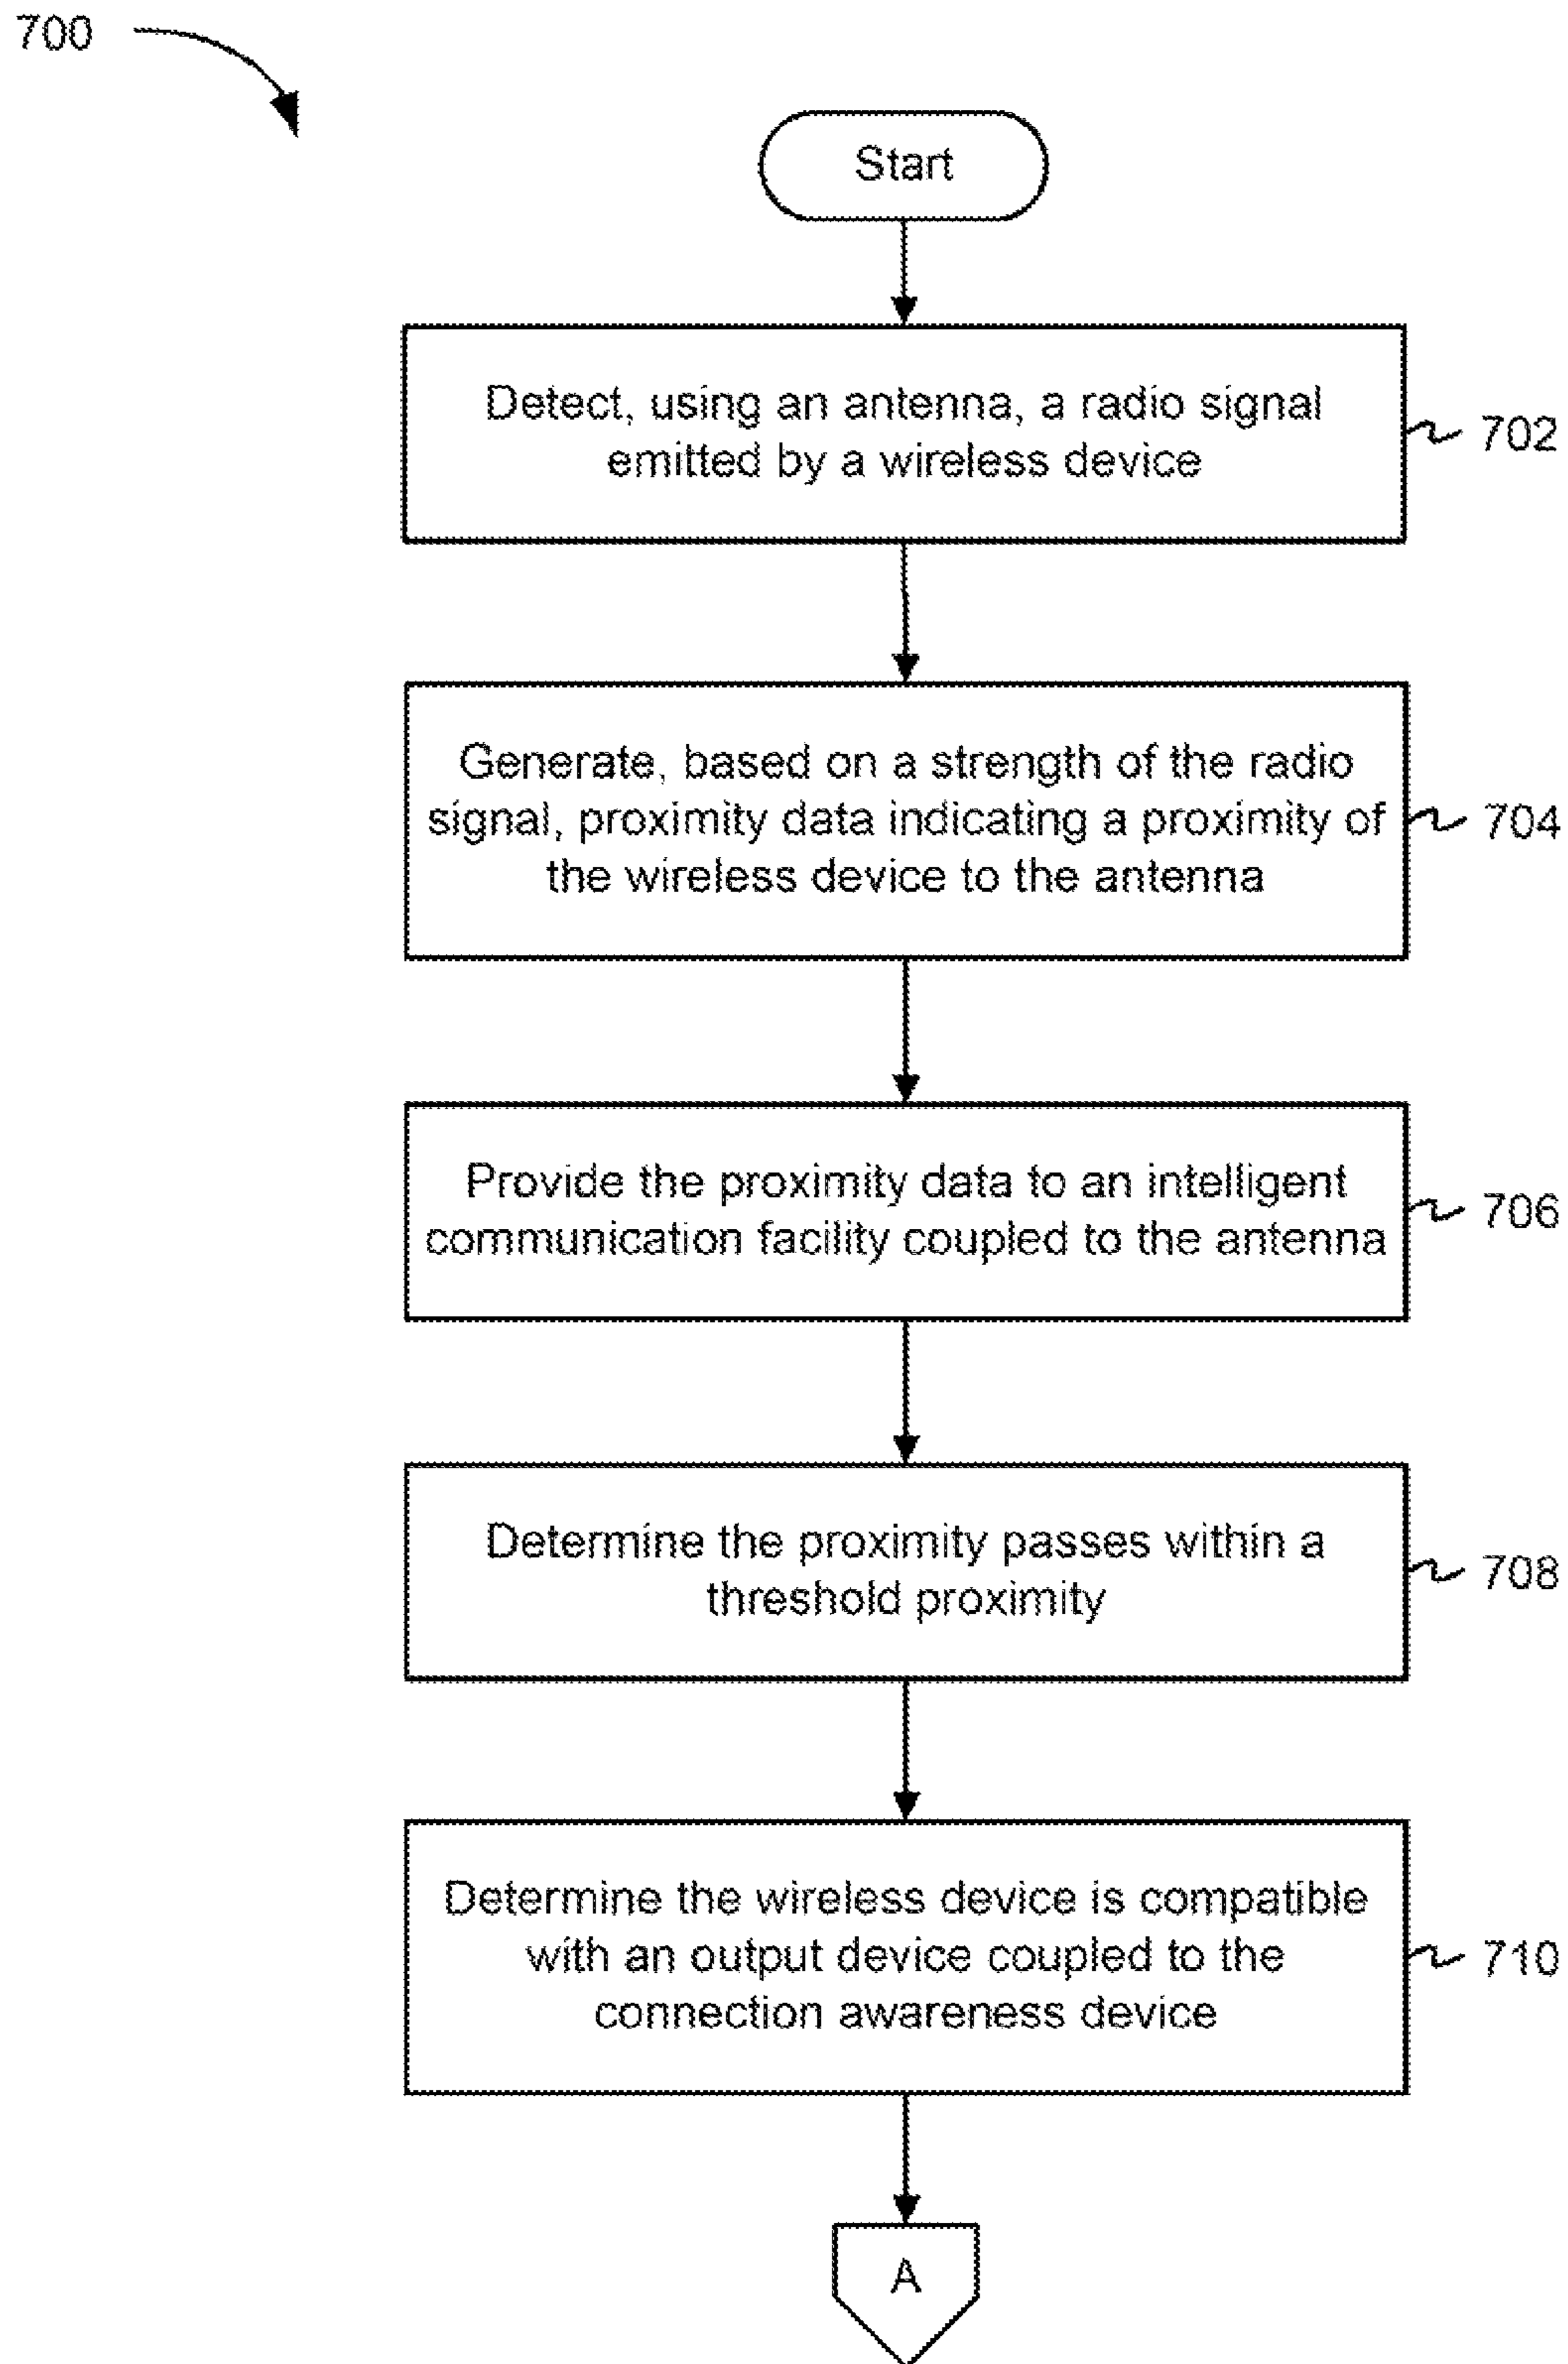 700
Start
Detect, using an antenna, a radio signal
emitted by a wireless device
702
Generate, based on a strength of the radio
signal, proximity data indicating a proximity of
the wireless device to the antenna
704
Provide the proximity data to an intelligent
communication facility coupled to the antenna
706
Determine the proximity passes within a
threshold proximity
708
Determine the wireless device is compatible
with an output device coupled to the
connection awareness device
710
A